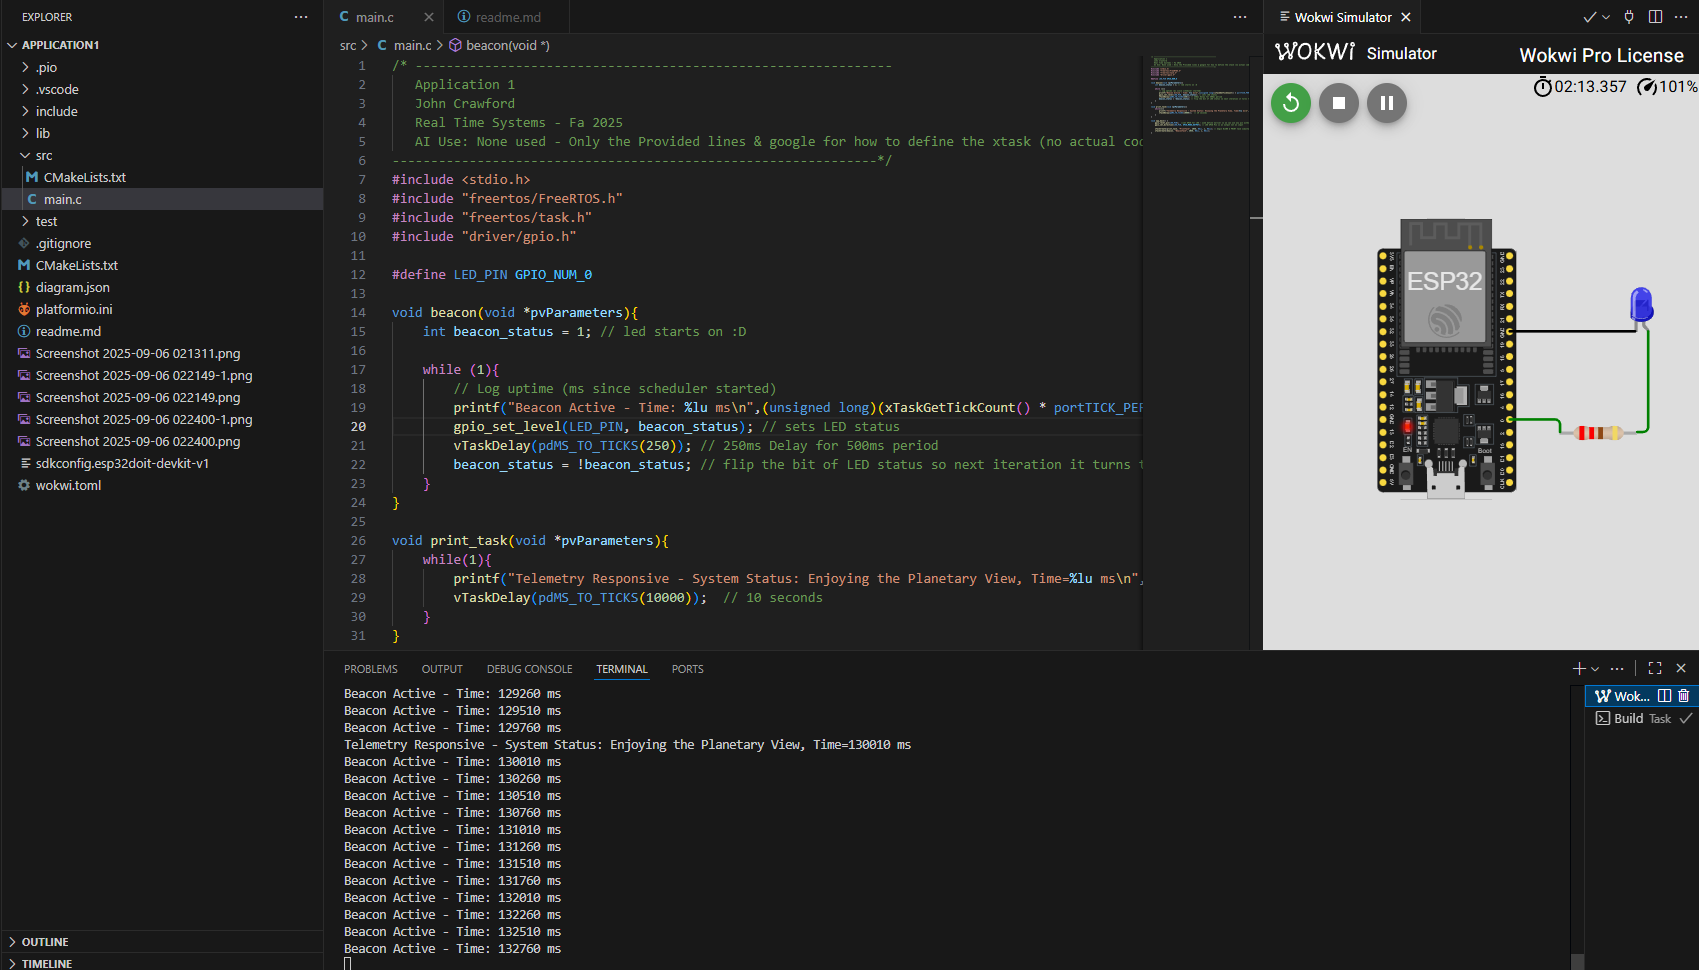 EXPLORER
APPLICATION1
.pio
.vscode
include
lib
src
CMakeLists.txt
main.c
test
.gitignore
CMakeLists.txt
diagram.json
platformio.ini
readme.md
Screenshot 2025-09-06 021311.png
Screenshot 2025-09-06 022149-1.png
Screenshot 2025-09-06 022149.png
Screenshot 2025-09-06 022400-1.png
Screenshot 2025-09-06 022400.png
sdkconfig.esp32doit-devkit-v1
wokwi.toml
OUTLINE
TIMELINE
main.c
readme.md
src > main.c > beacon(void *)
1 /* --------------------------------------------------------------
2 Application 1
3 John Crawford
4 Real Time Systems - Fa 2025
5 AI Use: None used - Only the Provided lines & google for how to define the xtask (no actual co
6 ---------------------------------------------------------------*/
7 #include <stdio.h>
8 #include "freertos/FreeRTOS.h"
9 #include "freertos/task.h"
10 #include "driver/gpio.h"
11
12 #define LED_PIN GPIO_NUM_0
13
14 void beacon(void *pvParameters){
15 int beacon_status = 1; // led starts on :D
16
17 while (1){
18 // Log uptime (ms since scheduler started)
19 printf("Beacon Active - Time: %lu ms\n",(unsigned long)(xTaskGetTickCount() * portTICK_PER
20 gpio_set_level(LED_PIN, beacon_status); // sets LED status
21 vTaskDelay(pdMS_TO_TICKS(250)); // 250ms Delay for 500ms period
22 beacon_status = !beacon_status; // flip the bit of LED status so next iteration it turns
23 }
24 }
25
26 void print_task(void *pvParameters){
27 while(1){
28 printf("Telemetry Responsive - System Status: Enjoying the Planetary View, Time=%lu ms\n",
29 vTaskDelay(pdMS_TO_TICKS(10000)); // 10 seconds
30 }
31 }
Wokwi Simulator
WOKWi Simulator
Wokwi Pro License
02:13.357 101%
ESP32
EN
Boot
PROBLEMS OUTPUT DEBUG CONSOLE TERMINAL PORTS
Beacon Active - Time: 129260 ms
Beacon Active - Time: 129510 ms
Beacon Active - Time: 129760 ms
Telemetry Responsive - System Status: Enjoying the Planetary View, Time=130010 ms
Beacon Active - Time: 130010 ms
Beacon Active - Time: 130260 ms
Beacon Active - Time: 130510 ms
Beacon Active - Time: 130760 ms
Beacon Active - Time: 131010 ms
Beacon Active - Time: 131260 ms
Beacon Active - Time: 131510 ms
Beacon Active - Time: 131760 ms
Beacon Active - Time: 132010 ms
Beacon Active - Time: 132260 ms
Beacon Active - Time: 132510 ms
Beacon Active - Time: 132760 ms
Wok...
Build Task